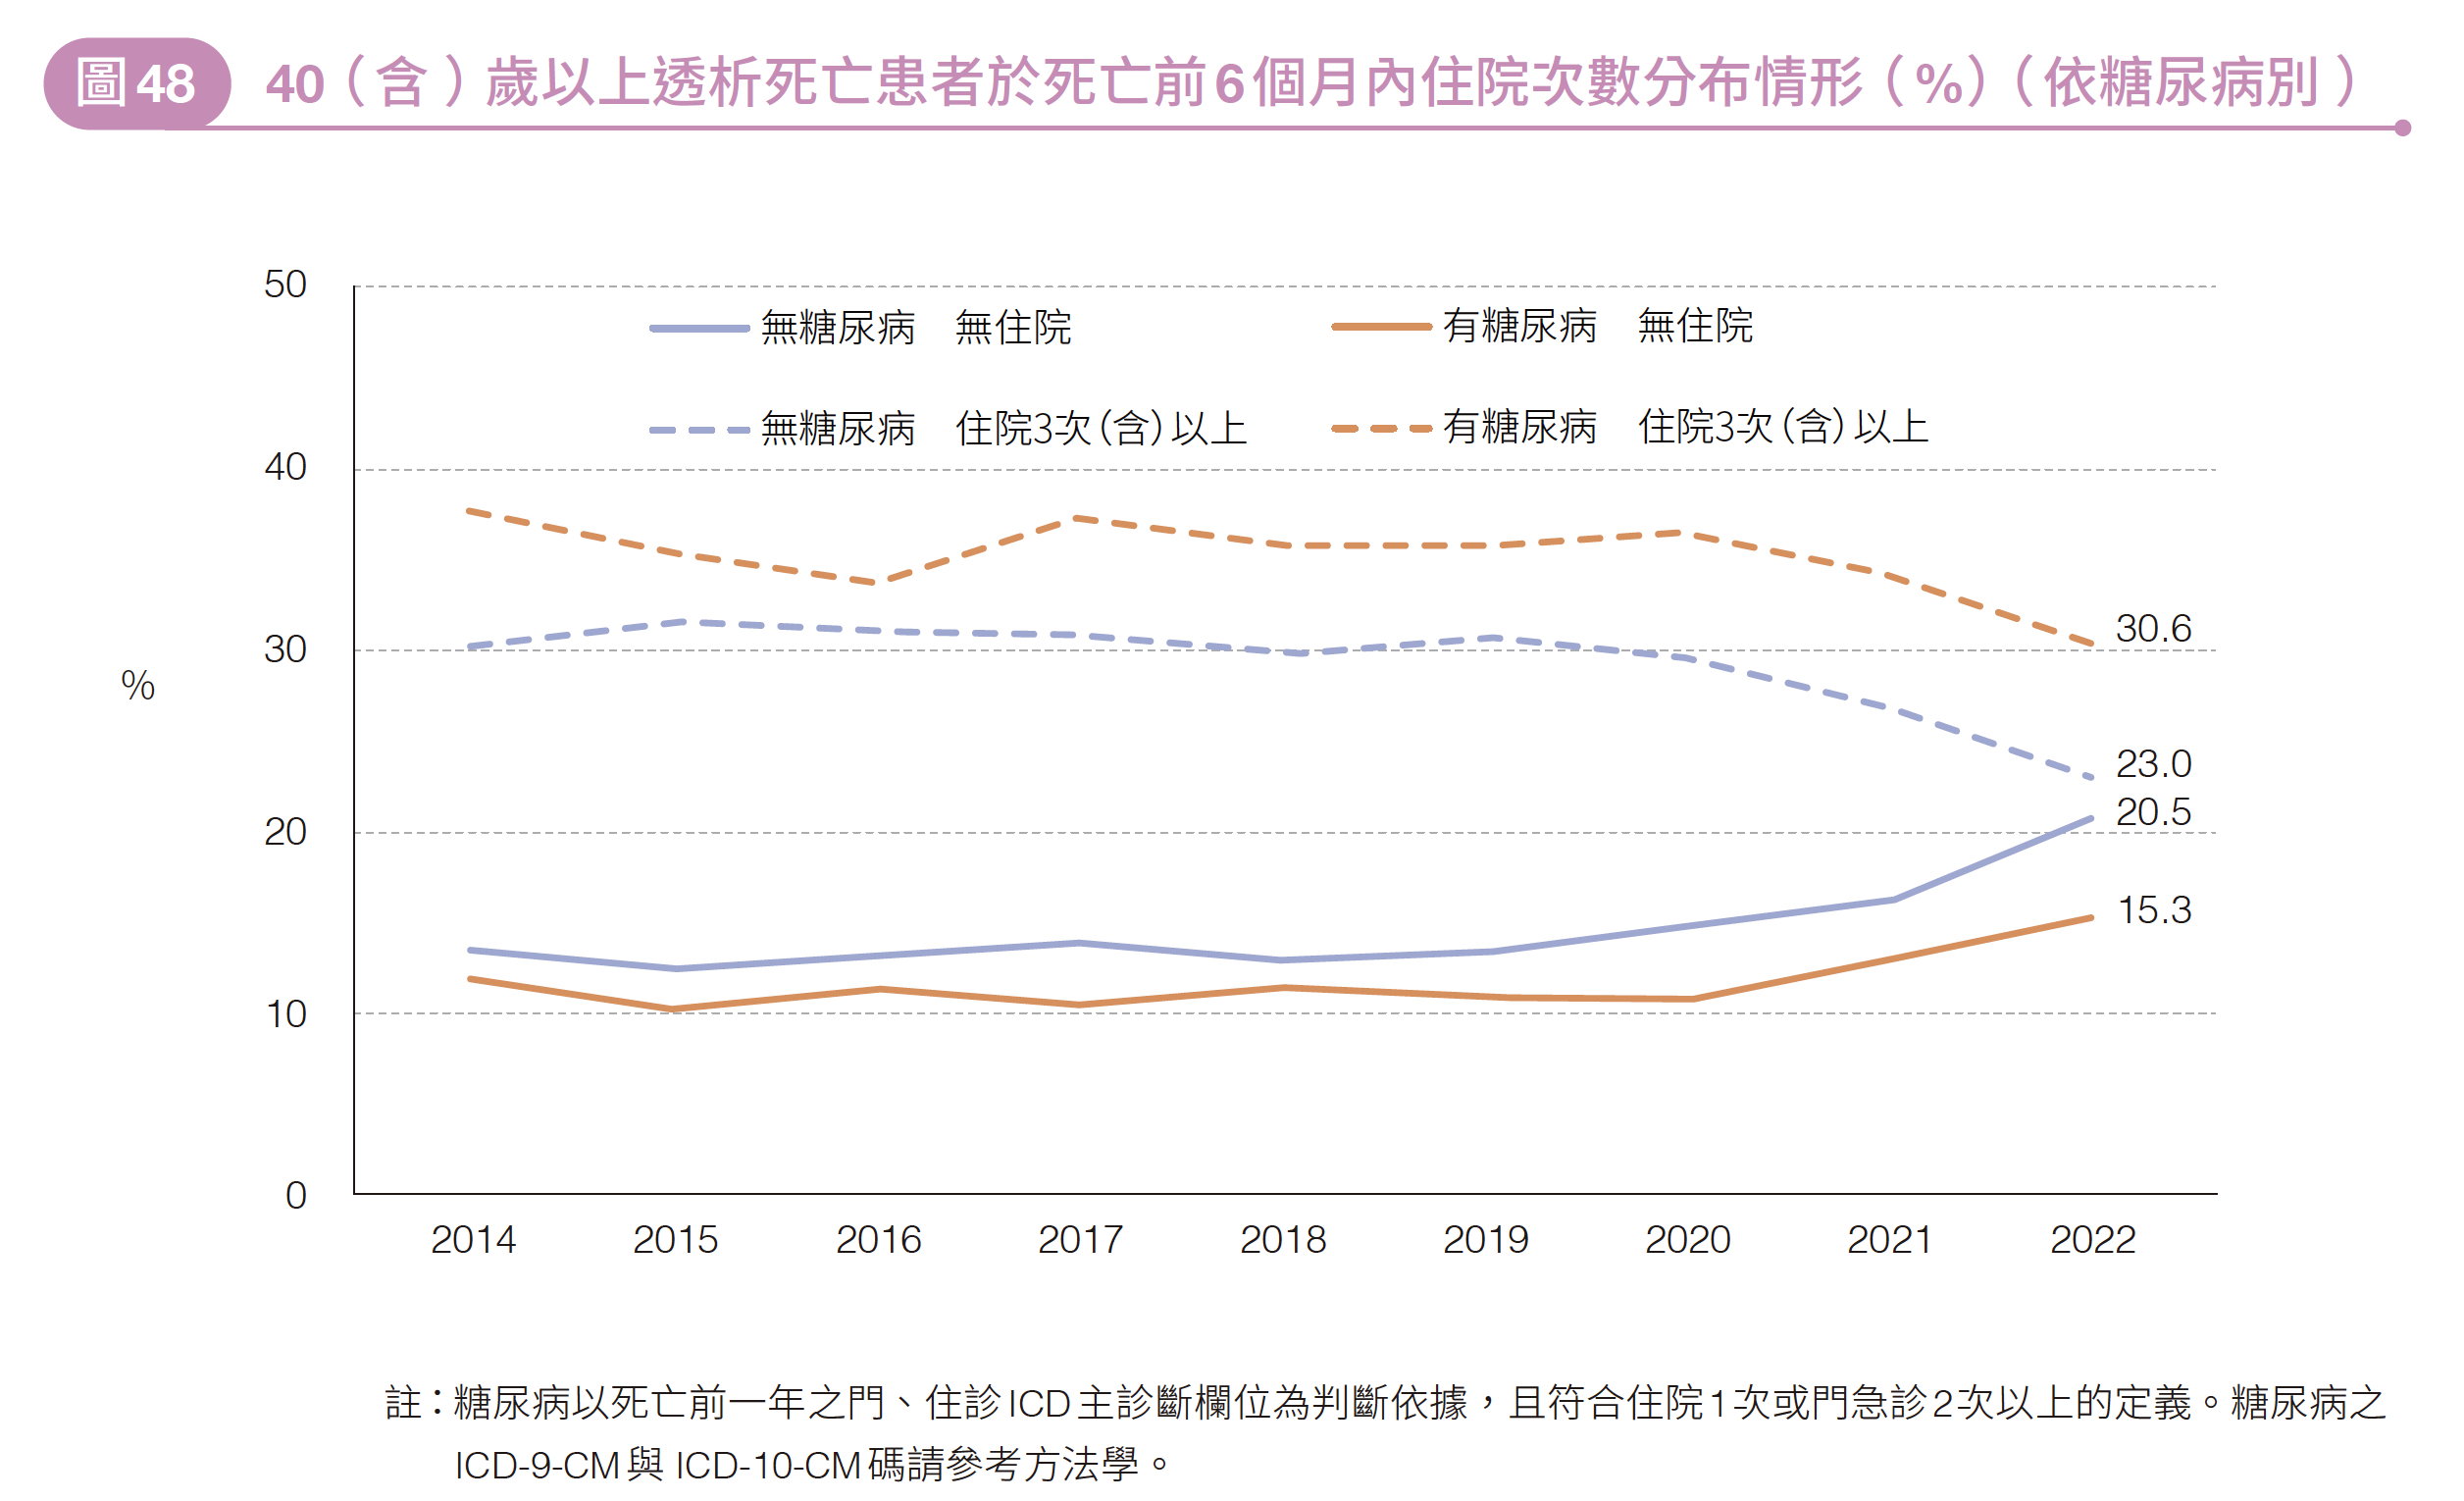 圖48 40（含）歲以上透析死亡患者於死亡前6個月內住院次數分布情形（%）（依糖尿病別）
50
無糖尿病 無住院 有糖尿病 無住院
無糖尿病 住院3次（含）以上 有糖尿病 住院3次（含）以上
40
30.6
30
%
23.0
20.5
20
15.3
10
0
2014 2015 2016 2017 2018 2019 2020 2021 2022
註：糖尿病以死亡前一年之門、住診ICD主診斷欄位為判斷依據，且符合住院1次或門急診2次以上的定義。糖尿病之
ICD-9-CM與 ICD-10-CM碼請參考方法學。